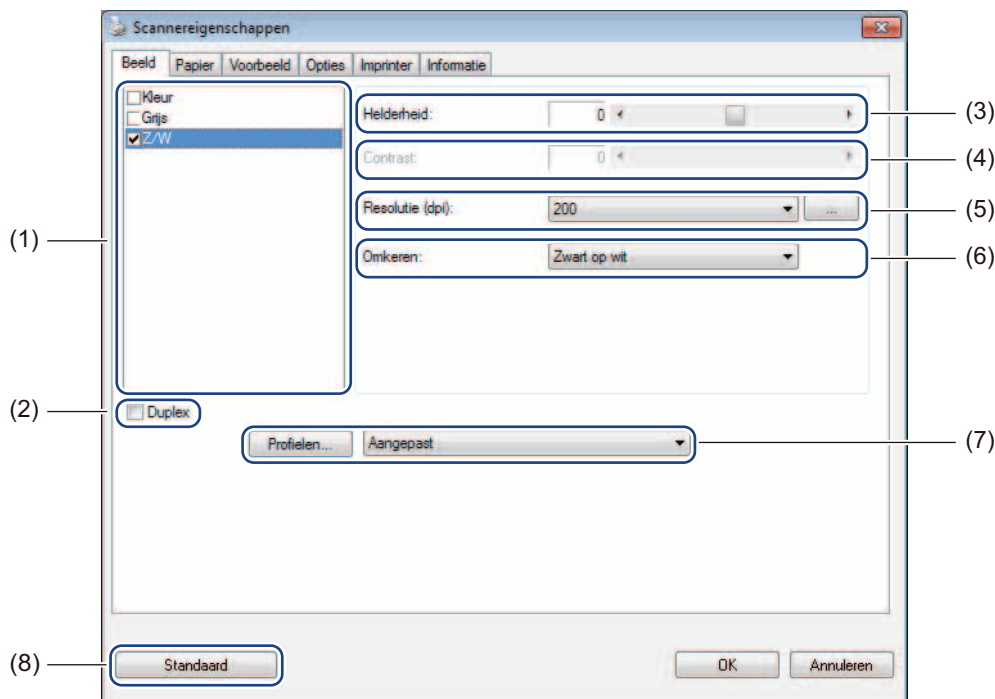 Scannereigenschappen
Beeld Papier Voorbeeld Opties Imprinter Informatie
Kleur
Grijs
Z/W
Helderheid: 0
Contrast: 0
Resolutie (dpi): 200 ...
Omkeren: Zwart op wit
Duplex
Profielen... Aangepast
Standaard OK Annuleren
(1)
(2)
(3)
(4)
(5)
(6)
(7)
(8)